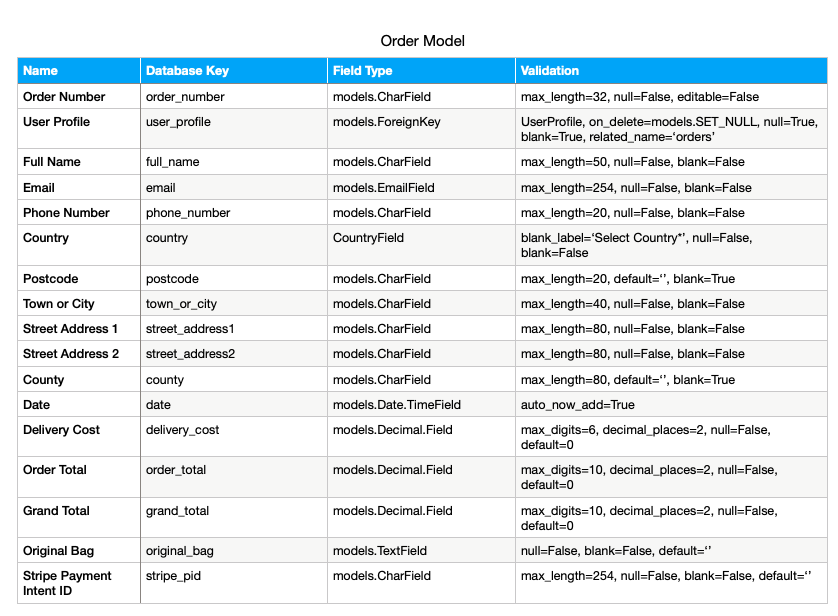 Order Model
Name Database Key Field Type Validation
Order Number order_number models.CharField max_length=32, null=False, editable=False
User Profile user_profile models.ForeignKey UserProfile, on_delete=models.SET_NULL, null=True,
blank=True, related_name=‘orders’
Full Name full_name models.CharField max_length=50, null=False, blank=False
Email email models.EmailField max_length=254, null=False, blank=False
Phone Number phone_number models.CharField max_length=20, null=False, blank=False
Country country CountryField blank_label=‘Select Country*’, null=False,
blank=False
Postcode postcode models.CharField max_length=20, default=‘’, blank=True
Town or City town_or_city models.CharField max_length=40, null=False, blank=False
Street Address 1 street_address1 models.CharField max_length=80, null=False, blank=False
Street Address 2 street_address2 models.CharField max_length=80, null=False, blank=False
County county models.CharField max_length=80, default=‘’, blank=True
Date date models.Date.TimeField auto_now_add=True
Delivery Cost delivery_cost models.Decimal.Field max_digits=6, decimal_places=2, null=False,
default=0
Order Total order_total models.Decimal.Field max_digits=10, decimal_places=2, null=False,
default=0
Grand Total grand_total models.Decimal.Field max_digits=10, decimal_places=2, null=False,
default=0
Original Bag original_bag models.TextField null=False, blank=False, default=‘’
Stripe Payment stripe_pid models.CharField max_length=254, null=False, blank=False, default=‘’
Intent ID